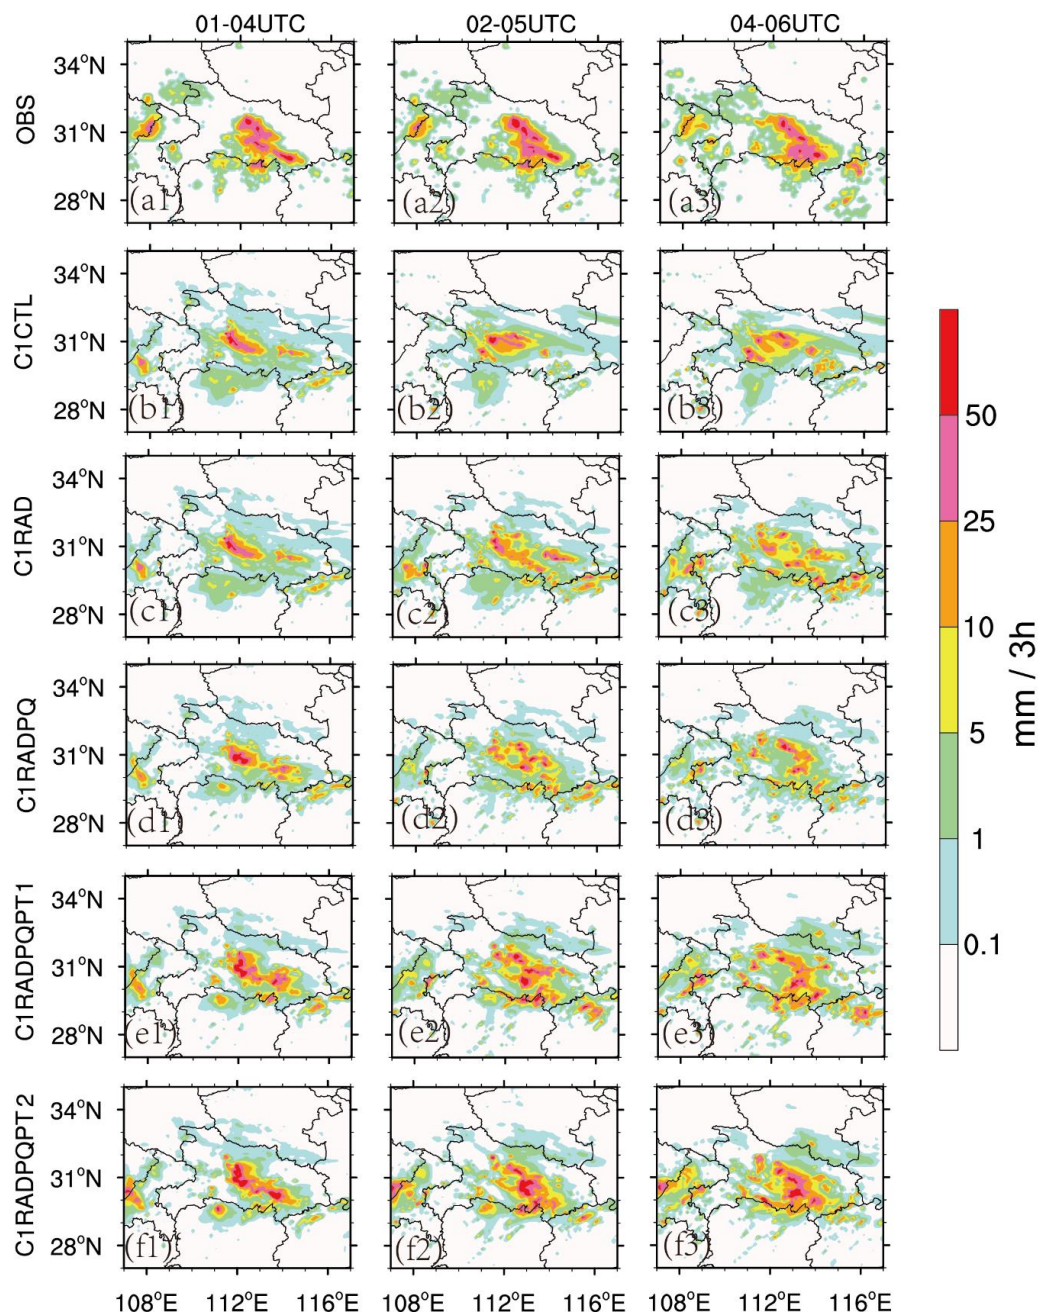 01-04UTC 02-05UTC 04-06UTC
OBS
34°N
31°N
28°N
(a1) (a2) (a3)
C1CTL
34°N
31°N
28°N
(b1) (b2) (b3)
C1RAD
34°N
31°N
28°N
(c1) (c2) (c3)
C1RADPQ
34°N
31°N
28°N
(d1) (d2) (d3)
C1RADPQPT1
34°N
31°N
28°N
(e1) (e2) (e3)
C1RADPQPT2
34°N
31°N
28°N
(f1) (f2) (f3)
108°E 112°E 116°E 108°E 112°E 116°E 108°E 112°E 116°E
50
25
10
5
1
0.1
mm / 3h